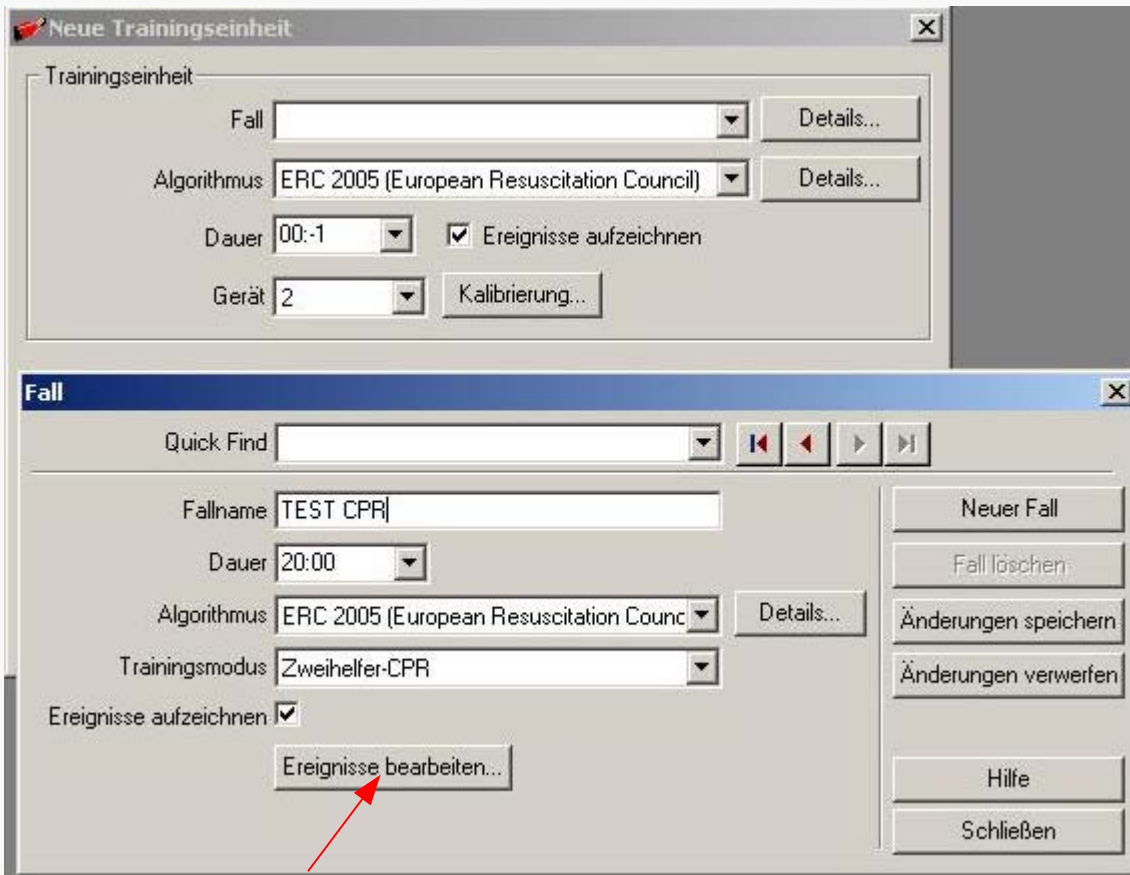 Neue Trainingseinheit
Trainingseinheit
Fall Details...
Algorithmus ERC 2005 (European Resuscitation Council) Details...
Dauer 00:-1 Ereignisse aufzeichnen
Gerät 2 Kalibrierung...
Fall
Quick Find
Fallname TEST CPR Neuer Fall
Dauer 20:00 Fall löschen
Algorithmus ERC 2005 (European Resuscitation Counc Details... Änderungen speichern
Trainingsmodus Zweihelfer-CPR Änderungen verwerfen
Ereignisse aufzeichnen
Ereignisse bearbeiten... Hilfe
Schließen